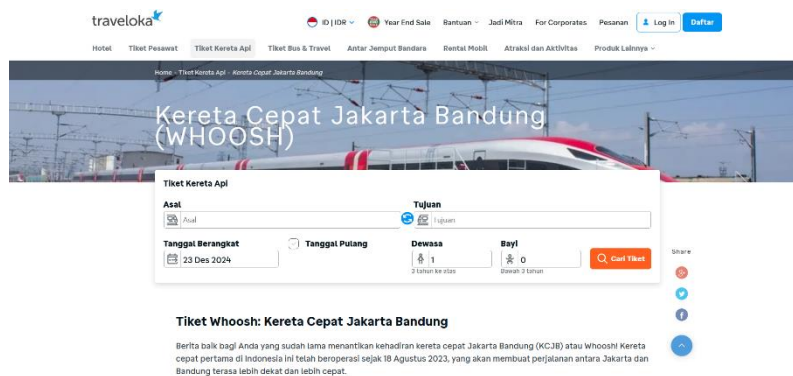 traveloka
ID | IDR
Year End Sale
Bantuan
Jadi Mitra
For Corporates
Pesanan
Log In
Daftar
Hotel
Tiket Pesawat
Tiket Kereta Api
Tiket Bus & Travel
Antar Jemput Bandara
Rental Mobil
Atraksi dan Aktivitas
Produk Lainnya
Home - Tiket Kereta Api - Kereta Cepat Jakarta Bandung
Kereta Cepat Jakarta Bandung
(WHOOSH)
Tiket Kereta Api
Asal
Tujuan
Asal
Tujuan
Tanggal Berangkat
Tanggal Pulang
Dewasa
Bayi
23 Des 2024
1
0
Cari Tiket
3 tahun ke atas
Bawah 3 tahun
Share
Tiket Whoosh: Kereta Cepat Jakarta Bandung
Berita baik bagi Anda yang sudah lama menantikan kehadiran kereta cepat Jakarta Bandung (KCJB) atau Whoosh! Kereta
cepat pertama di Indonesia ini telah beroperasi sejak 18 Agustus 2023, yang akan membuat perjalanan antara Jakarta dan
Bandung terasa lebih dekat dan lebih cepat.